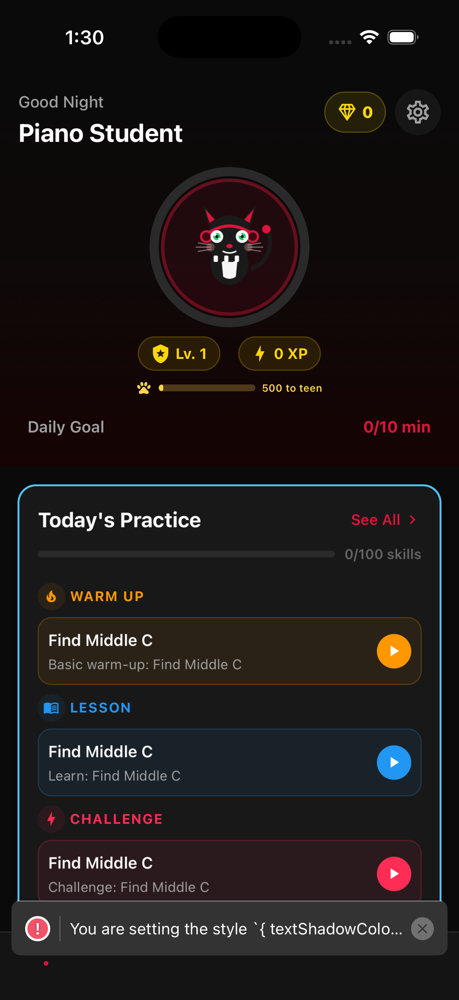 1:30
Good Night
Piano Student
0
Lv. 1
0 XP
500 to teen
Daily Goal
0/10 min
Today's Practice
See All
0/100 skills
WARM UP
Find Middle C
Basic warm-up: Find Middle C
LESSON
Find Middle C
Learn: Find Middle C
CHALLENGE
Find Middle C
Challenge: Find Middle C
! You are setting the style `{ textShadowColo...